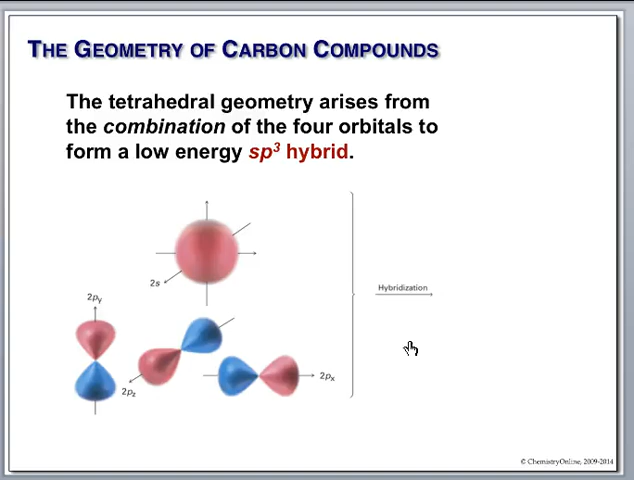 THE GEOMETRY OF CARBON COMPOUNDS
The tetrahedral geometry arises from
the combination of the four orbitals to
form a low energy sp³ hybrid.
2s
2py
Hybridization
2px
2pz
© ChemistryOnline, 2009-2014